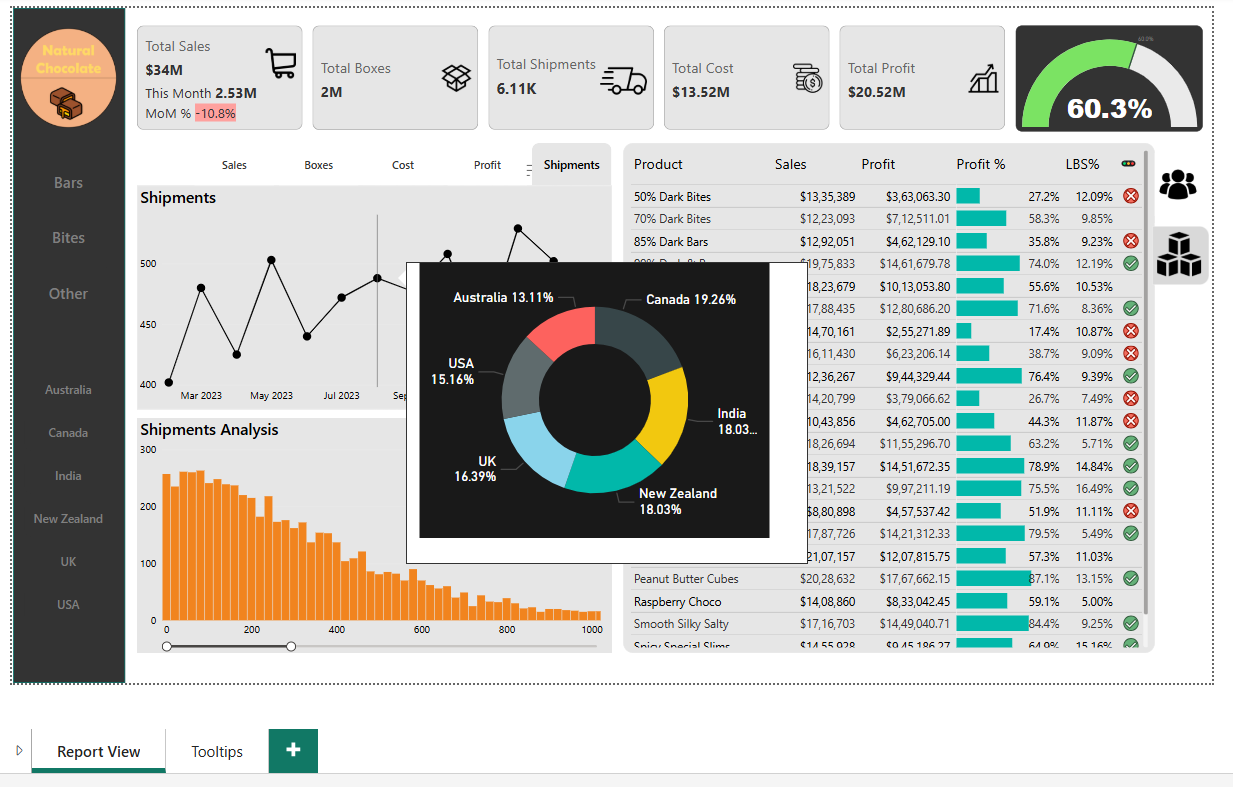 Natural
Chocolate
Bars
Bites
Other
Australia
Canada
India
New Zealand
UK
USA
Total Sales
$34M
This Month 2.53M
MoM % -10.8%
Total Boxes
2M
Total Shipments
6.11K
Total Cost
$13.52M
Total Profit
$20.52M
60.0%
60.3%
Sales Boxes Cost Profit Shipments
Shipments
500
450
400
Mar 2023 May 2023 Jul 2023 Sep
Shipments Analysis
300
200
100
0
0 200 400 600 800 1000
Australia 13.11%
Canada 19.26%
USA
15.16%
India
18.03...
UK
16.39%
New Zealand
18.03%
Product Sales Profit Profit % LBS%
50% Dark Bites $13,35,389 $3,63,063.30 27.2% 12.09%
70% Dark Bites $12,23,093 $7,12,511.01 58.3% 9.85%
85% Dark Bars $12,92,051 $4,62,129.10 35.8% 9.23%
$19,75,833 $14,61,679.78 74.0% 12.19%
18,23,679 $10,13,053.80 55.6% 10.53%
17,88,435 $12,80,686.20 71.6% 8.36%
14,70,161 $2,55,271.89 17.4% 10.87%
16,11,430 $6,23,206.14 38.7% 9.09%
12,36,267 $9,44,329.44 76.4% 9.39%
14,20,799 $3,79,066.62 26.7% 7.49%
10,43,856 $4,62,705.00 44.3% 11.87%
18,26,694 $11,55,296.70 63.2% 5.71%
18,39,157 $14,51,672.35 78.9% 14.84%
13,21,522 $9,97,211.19 75.5% 16.49%
$8,80,898 $4,57,537.42 51.9% 11.11%
17,87,726 $14,21,312.33 79.5% 5.49%
21,07,157 $12,07,815.75 57.3% 11.03%
Peanut Butter Cubes $20,28,632 $17,67,662.15 87.1% 13.15%
Raspberry Choco $14,08,860 $8,33,042.45 59.1% 5.00%
Smooth Silky Salty $17,16,703 $14,49,040.71 84.4% 9.25%
Spicy Special Slims $14,55,928 $9,45,186.27 64.9% 15.16%
Report View Tooltips +